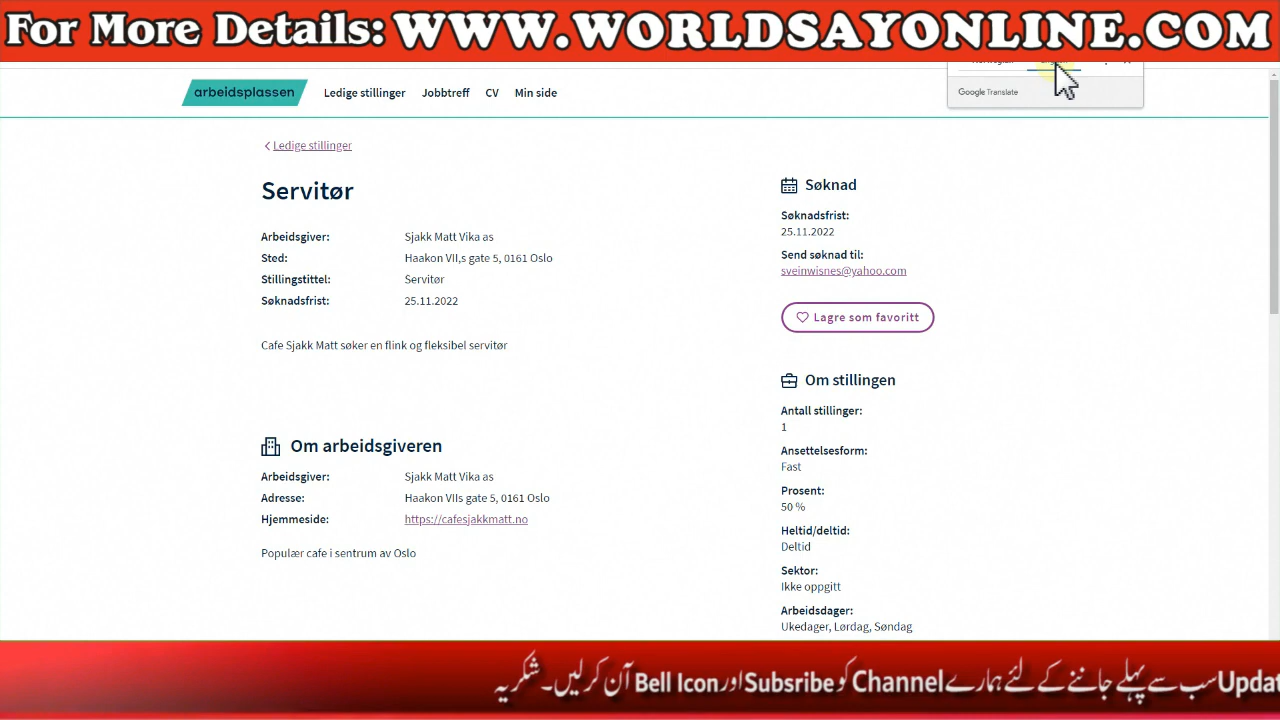 For More Details: WWW.WORLDSAYONLINE.COM
arbeidsplassen
Ledige stillinger Jobbtreff CV Min side
Google Translate
Ledige stillinger
Servitør
Arbeidsgiver: Sjakk Matt Vika as
Sted: Haakon VII,s gate 5, 0161 Oslo
Stillingstittel: Servitør
Søknadsfrist: 25.11.2022
Cafe Sjakk Matt søker en flink og fleksibel servitør
Om arbeidsgiveren
Arbeidsgiver: Sjakk Matt Vika as
Adresse: Haakon VIIs gate 5, 0161 Oslo
Hjemmeside: https://cafesjakkmatt.no
Populær cafe i sentrum av Oslo
Søknad
Søknadsfrist:
25.11.2022
Send søknad til:
sveinwisnes@yahoo.com
Lagre som favoritt
Om stillingen
Antall stillinger:
1
Ansettelsesform:
Fast
Prosent:
50 %
Heltid/deltid:
Deltid
Sektor:
Ikke oppgitt
Arbeidsdager:
Ukedager, Lørdag, Søndag
سب سے پہلے جاننے کے لئے ہمارے Channel کو Subsribe اور Bell Icon آن کر لیں۔ شکریہ